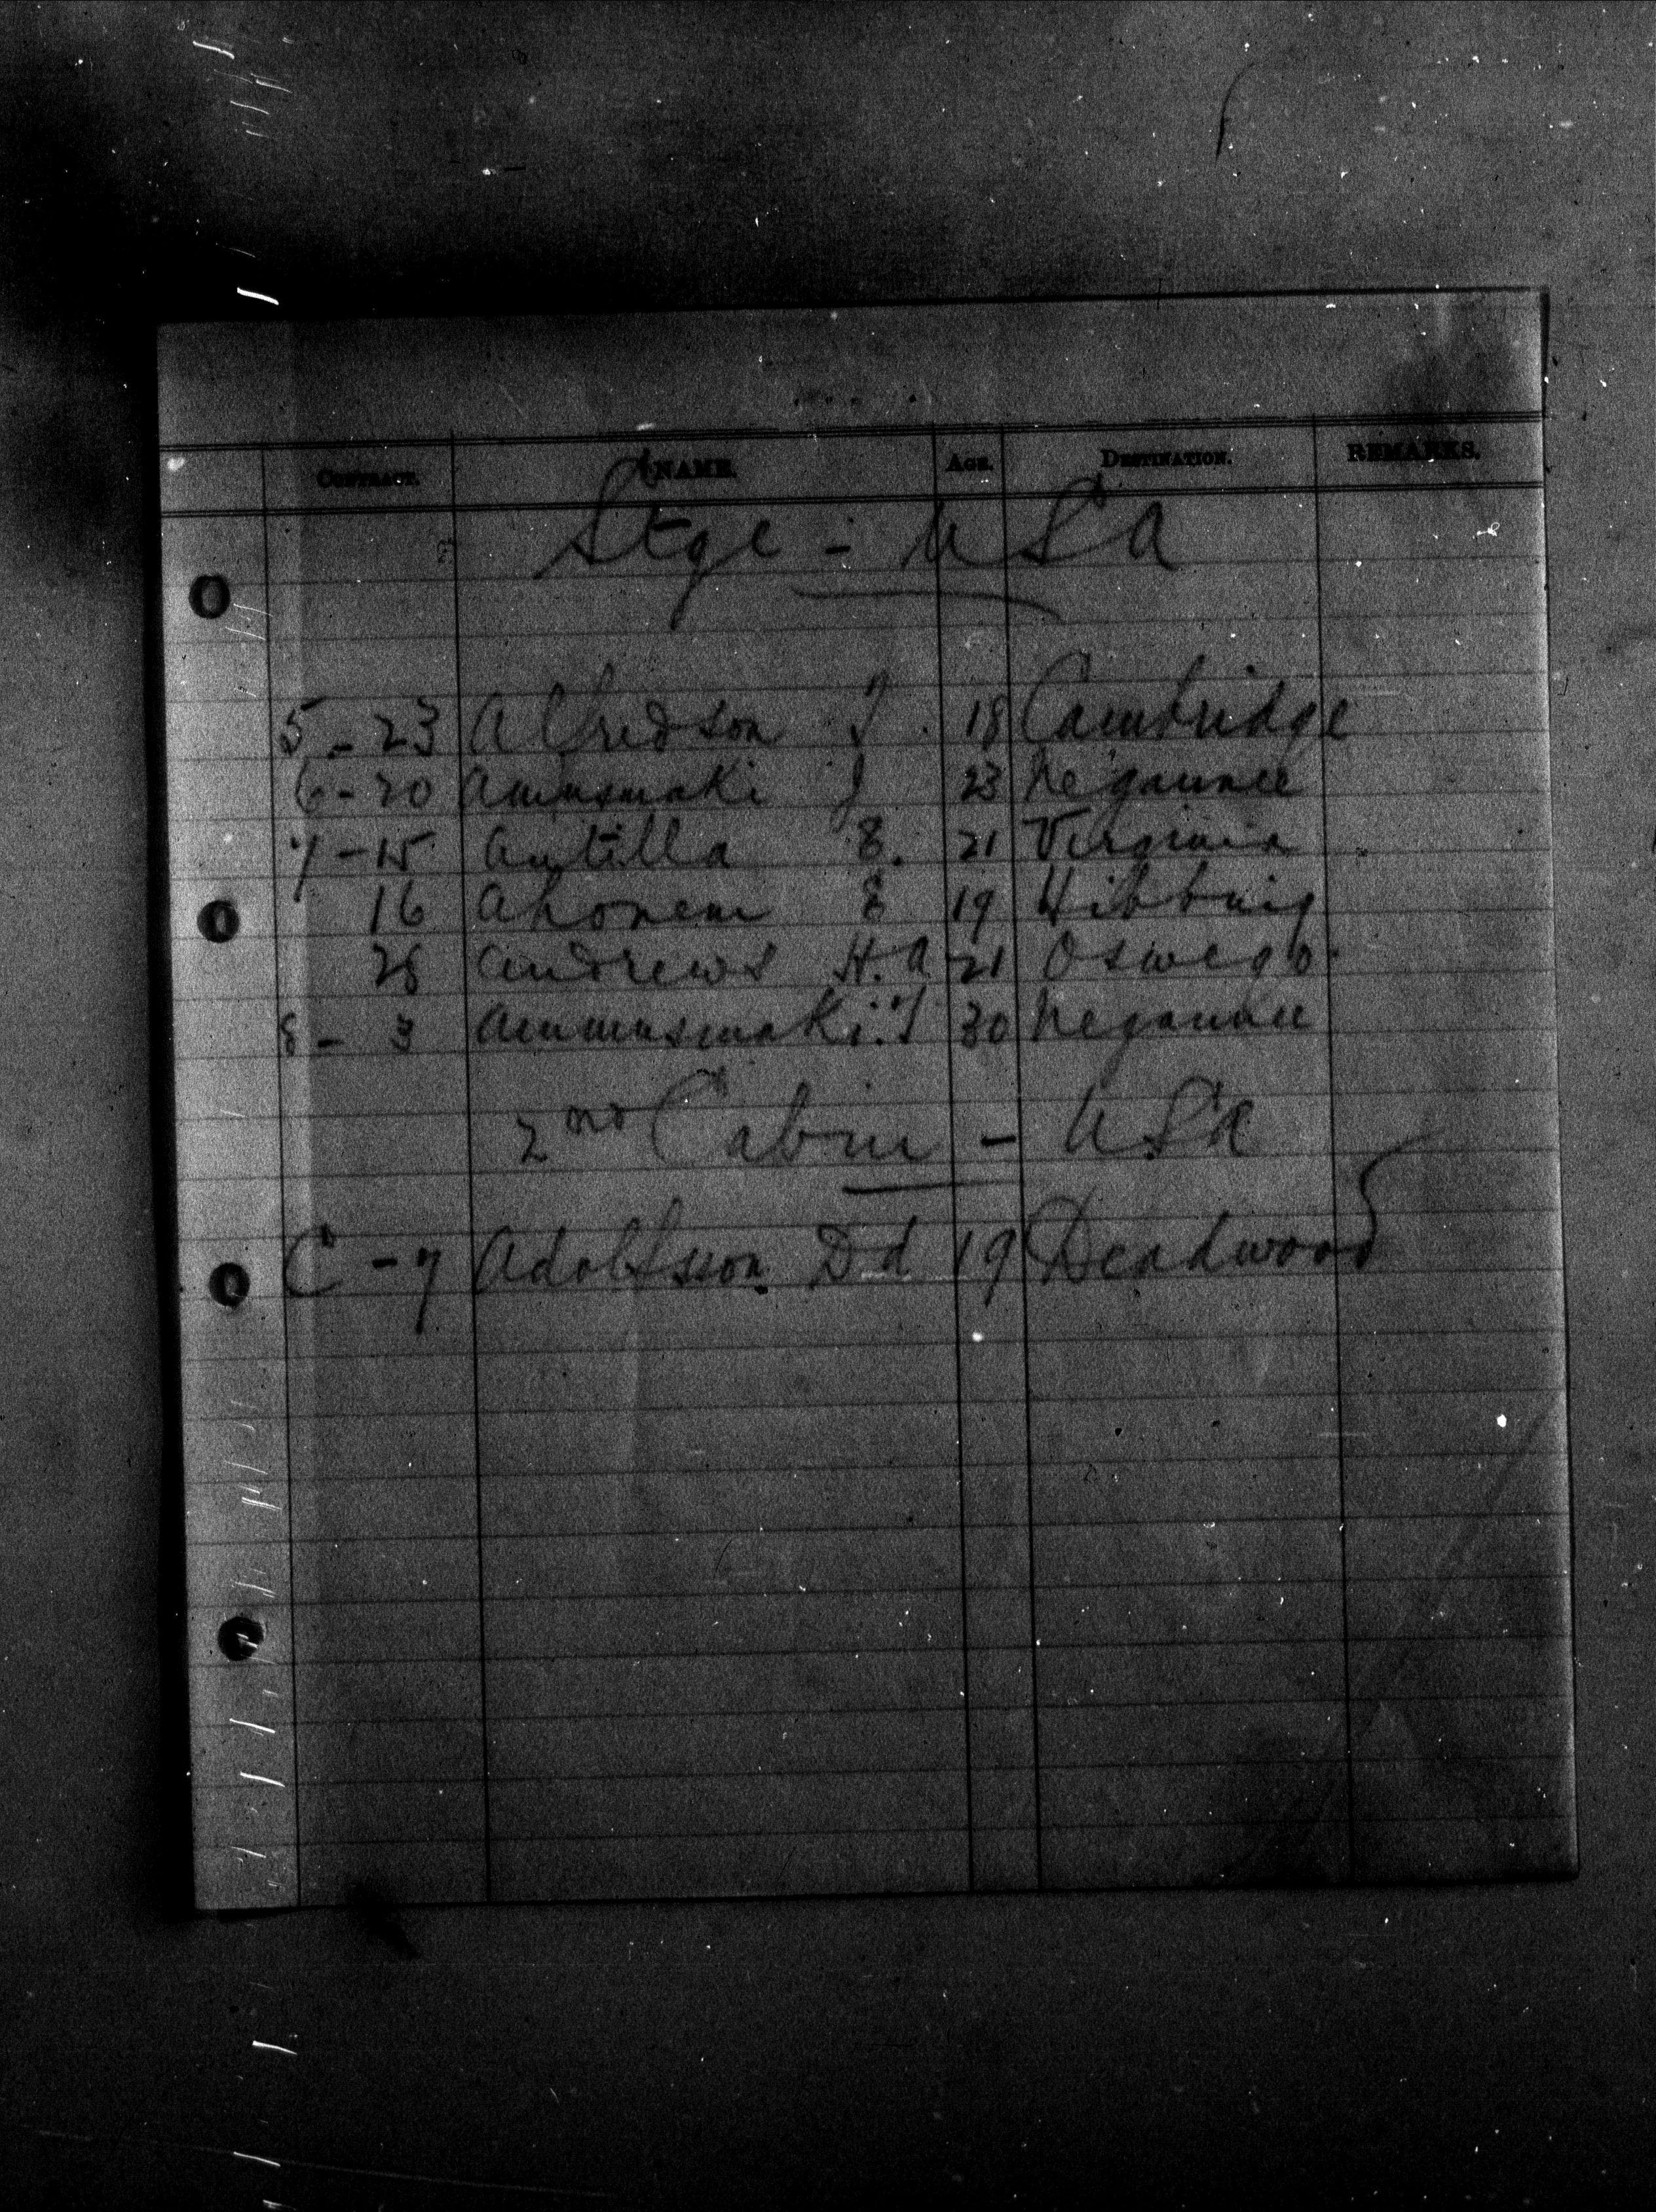 CONTRACT. NAME. AGE. DESTINATION. REMARKS.
Stge - USA
5 - 23 Alfredson J. 18 Cambridge
6 - 20 Ammusmaki J 23 Negaunee
7 - 15 Antilla E. 21 Virginia
16 Ahonem E 19 Hibbing
28 Andrews H. A 21 Oswego
8 - 3 Ammusmaki. J 30 Negaunee
2nd Cabin - USA
C - 7 Adolfsson Dd 19 Deadwood